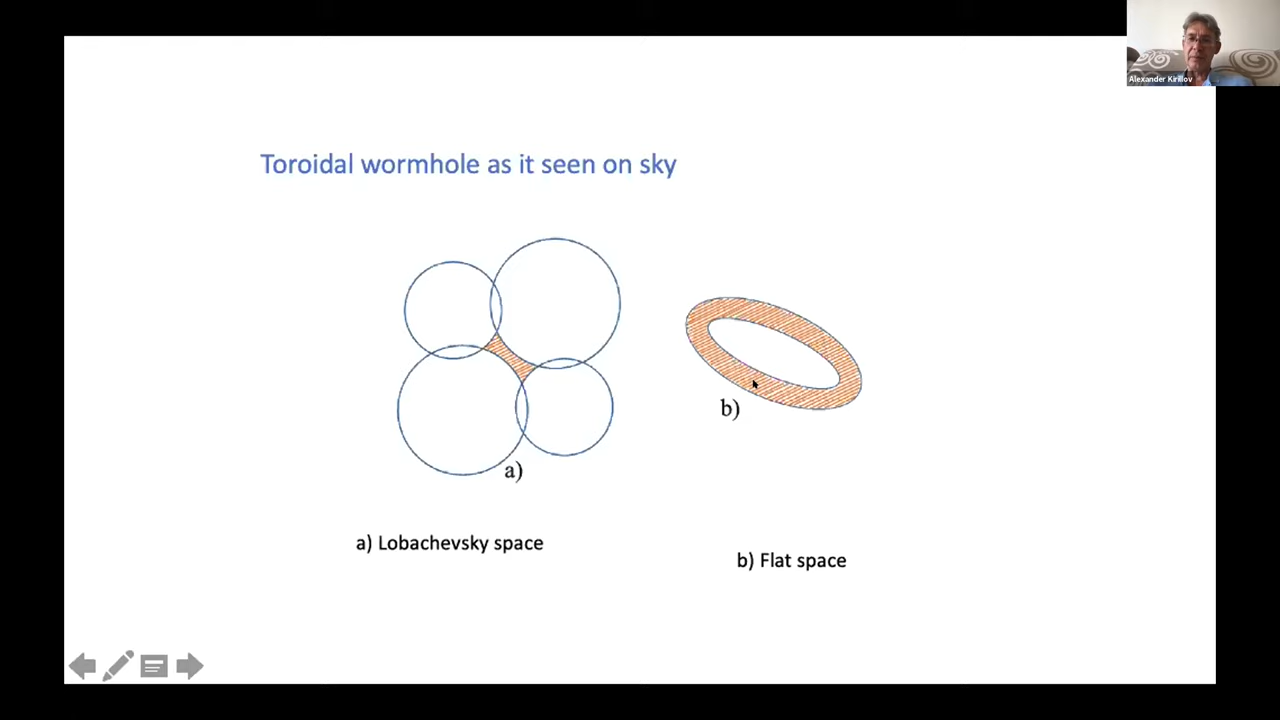 Alexander Kirillov
Toroidal wormhole as it seen on sky
a)
b)
a) Lobachevsky space
b) Flat space